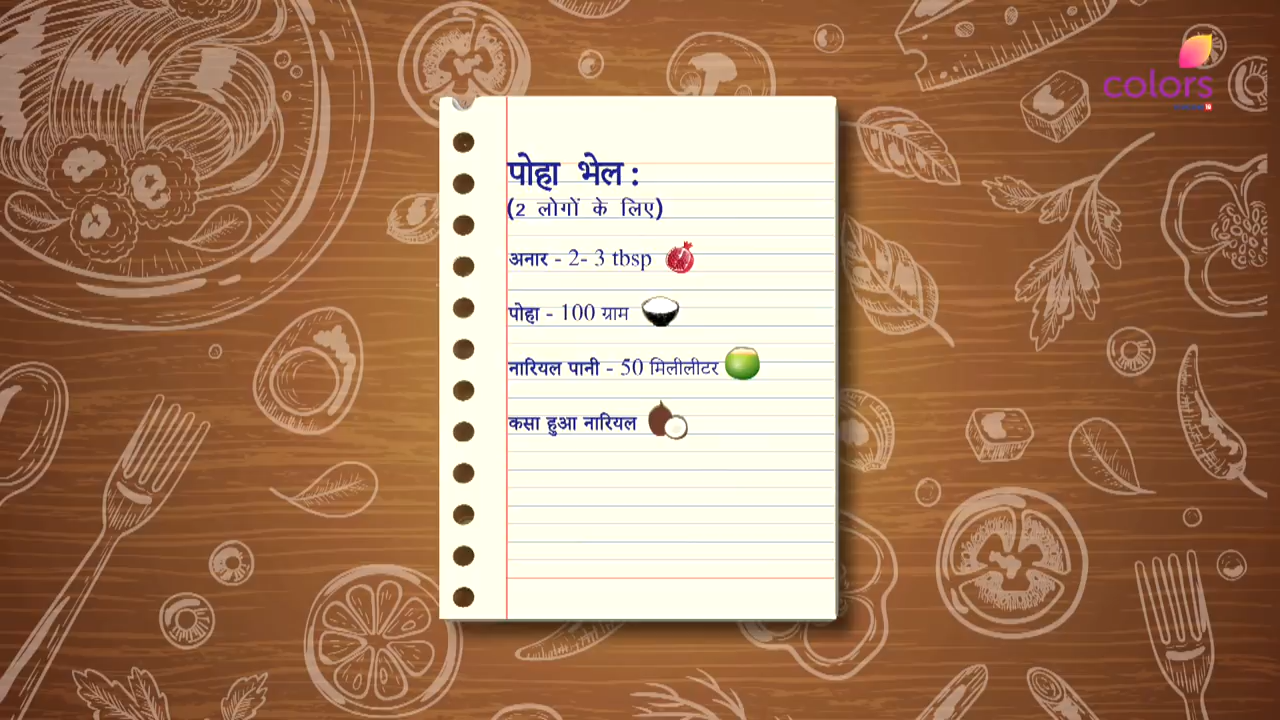 colors
पोहा भेल :
(2 लोगों के लिए)
अनार - 2- 3 tbsp
पोहा - 100 ग्राम
नारियल पानी - 50 मिलीलीटर
कसा हुआ नारियल